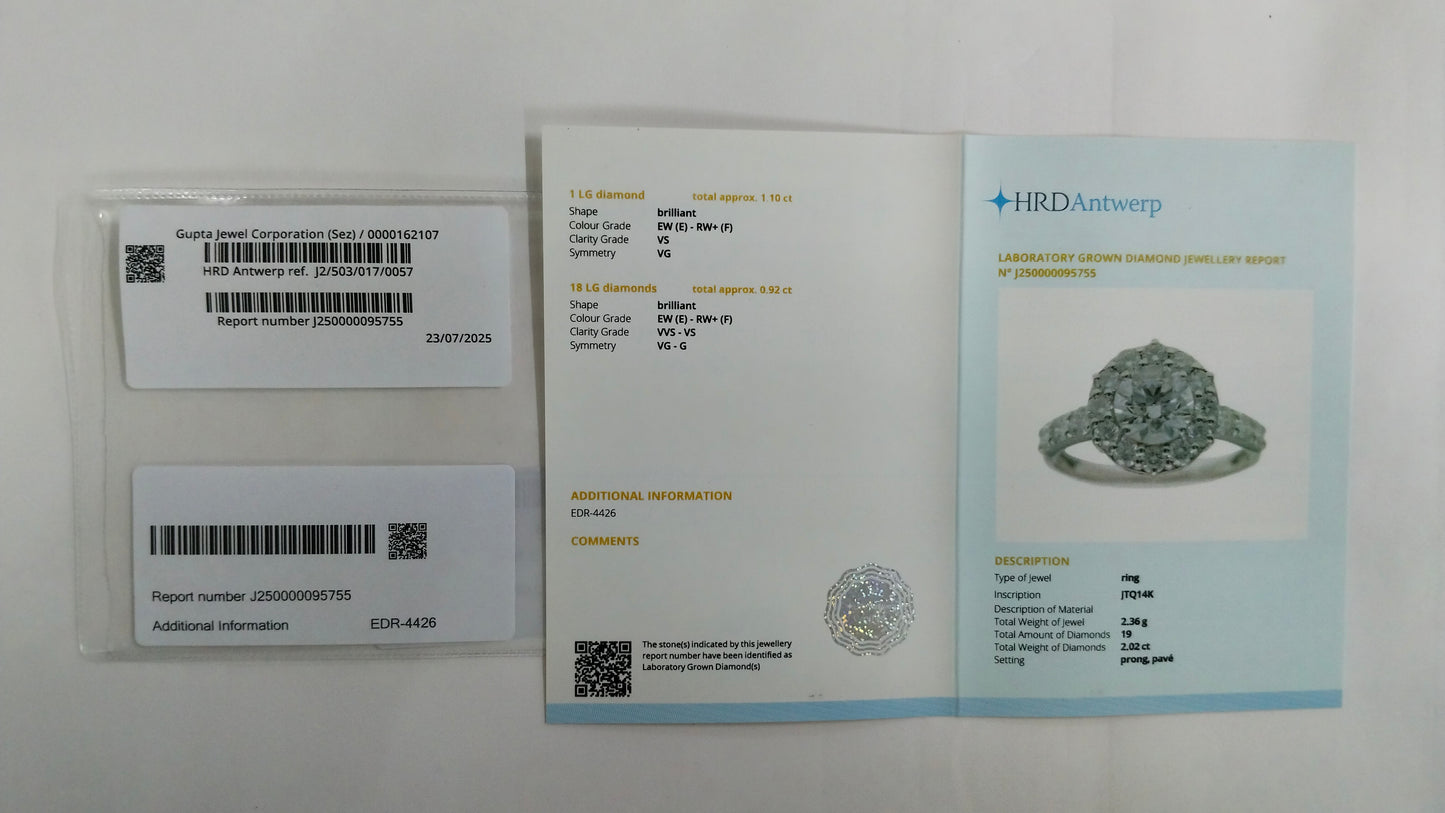 Gupta Jewel Corporation (Sez) / 0000162107
HRD Antwerp ref. J2/503/017/0057
Report number J250000095755
23/07/2025
Report number J250000095755
Additional Information EDR-4426
1 LG diamond total approx. 1.10 ct
Shape brilliant
Colour Grade EW (E) - RW+ (F)
Clarity Grade VS
Symmetry VG
18 LG diamonds total approx. 0.92 ct
Shape brilliant
Colour Grade EW (E) - RW+ (F)
Clarity Grade VVS - VS
Symmetry VG - G
ADDITIONAL INFORMATION
EDR-4426
COMMENTS
The stone(s) indicated by this jewellery
report number have been identified as
Laboratory Grown Diamond(s)
HRDAntwerp
LABORATORY GROWN DIAMOND JEWELLERY REPORT
N° J250000095755
DESCRIPTION
Type of Jewel ring
Inscription JTQ14K
Description of Material
Total Weight of Jewel 2.36 g
Total Amount of Diamonds 19
Total Weight of Diamonds 2.02 ct
Setting prong, pavé